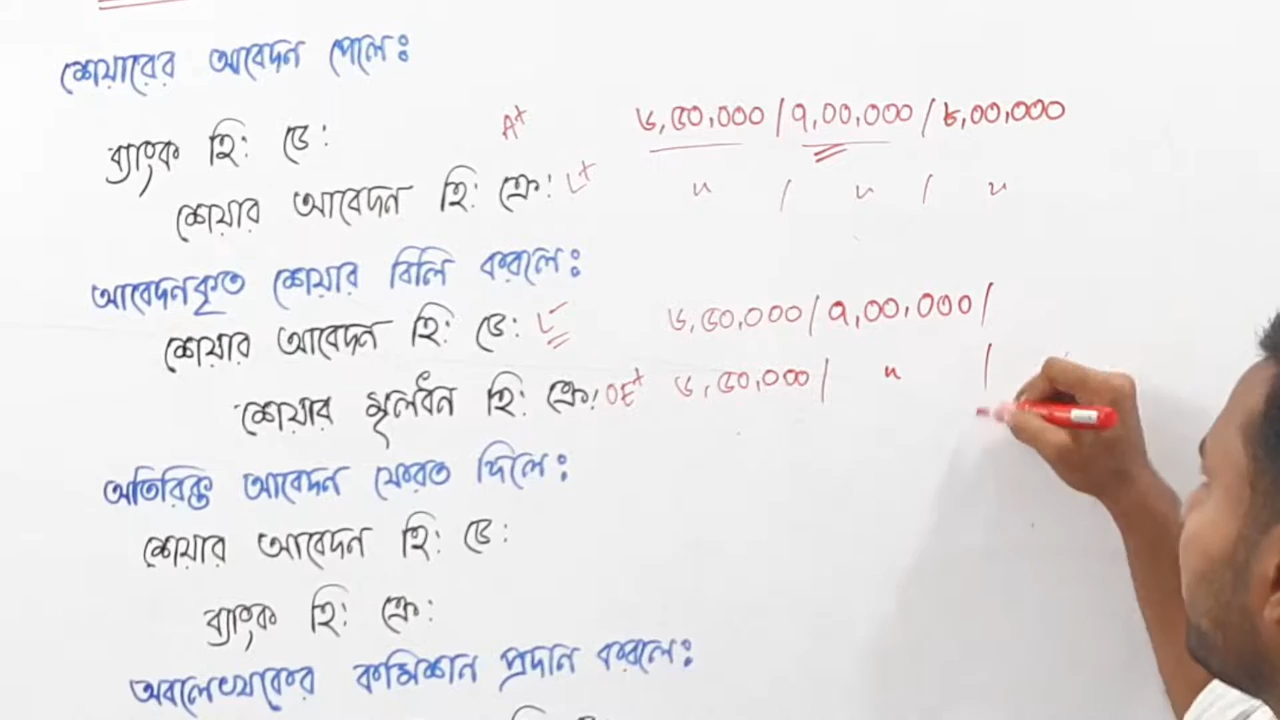 শেয়ারের আবেদন পেলেঃ
ব্যাংক হি: ডে: A+ ৬,৫০,০০০ / ৭,০০,০০০ / ৮,০০,০০০
শেয়ার আবেদন হি: ক্রে: L+ " / " / "
আবেদনকৃত শেয়ার বিলি করলেঃ
শেয়ার আবেদন হি: ডে: L- ৬,৫০,০০০ / ৭,০০,০০০ /
শেয়ার মূলধন হি: ক্রে: OE+ ৬,৫০,০০০ / " /
অতিরিক্ত আবেদন ফেরত দিলেঃ
শেয়ার আবেদন হি: ডে:
ব্যাংক হি: ক্রে:
অবলেখকের কমিশন প্রদান করলেঃ